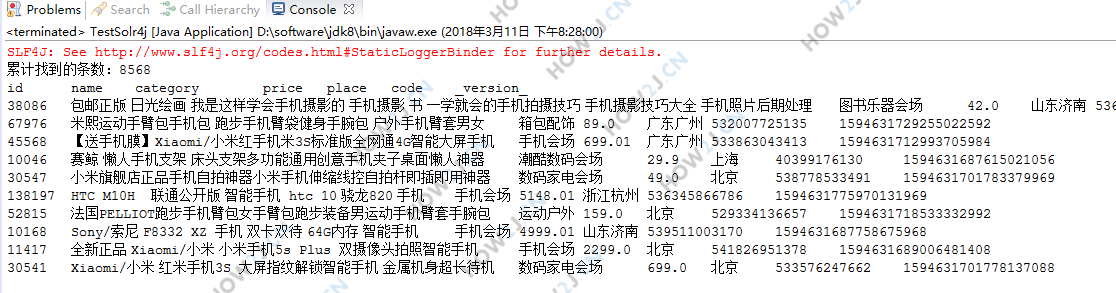 Problems Search Call Hierarchy Console
<terminated> TestSolr4j [Java Application] D:\software\jdk8\bin\javaw.exe (2018年3月11日 下午8:28:00)
SLF4J: See http://www.slf4j.org/codes.html#StaticLoggerBinder for further details.
累计找到的条数：8568
id name category price place code _version_
38086 包邮正版 日光绘画 我是这样学会手机摄影的 手机摄影 书 一学就会的手机拍摄技巧 手机摄影技巧大全 手机照片后期处理 图书乐器会场 42.0 山东济南 536
67976 米熙运动手臂包手机包 跑步手机臂袋健身手腕包 户外手机臂套男女 箱包配饰 89.0 广东广州 532007725135 1594631729255022592
45568 【送手机膜】Xiaomi/小米红手机米3S标准版全网通4G智能大屏手机 手机会场 699.01 广东广州 533863043413 1594631712993705984
10046 赛鲸 懒人手机支架 床头支架多功能通用创意手机夹子桌面懒人神器 潮酷数码会场 29.9 上海 40399176130 1594631687615021056
30547 小米旗舰店正品手机自拍神器小米手机伸缩线控自拍杆即插即用神器 数码家电会场 49.0 北京 538778533491 1594631701783379969
138197 HTC M10H 联通公开版 智能手机 htc 10 骁龙820 手机 手机会场 5148.01 浙江杭州 536345866786 1594631775970131969
52815 法国PELLIOT跑步手机臂包女手臂包跑步装备男运动手机臂套手腕包 运动户外 159.0 北京 529334136657 1594631718533332992
10168 Sony/索尼 F8332 XZ 手机 双卡双待 64G内存 智能手机 手机会场 4999.01 山东济南 539511003170 1594631687758675968
11417 全新正品 Xiaomi/小米 小米手机5s Plus 双摄像头拍照智能手机 手机会场 2299.0 北京 541826951378 1594631689006481408
30541 Xiaomi/小米 红米手机3S 大屏指纹解锁智能手机 金属机身超长待机 数码家电会场 699.0 北京 533576247662 1594631701778137088
HOW2J.CN